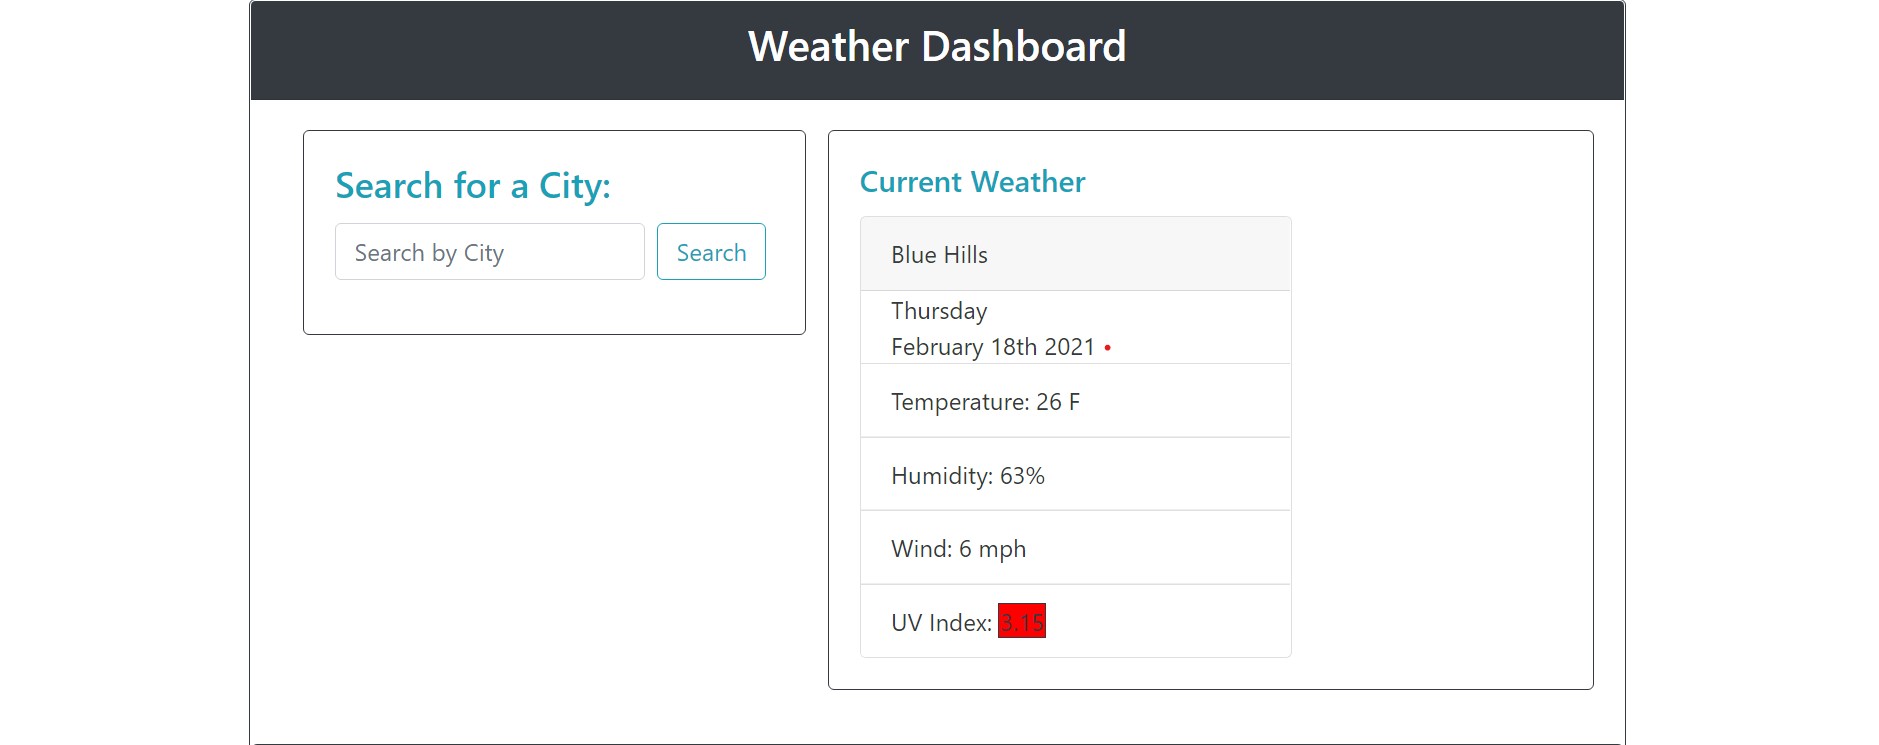 Weather Dashboard
Search for a City:
Search by City
Search
Current Weather
Blue Hills
Thursday
February 18th 2021
Temperature: 26 F
Humidity: 63%
Wind: 6 mph
UV Index: 3.15